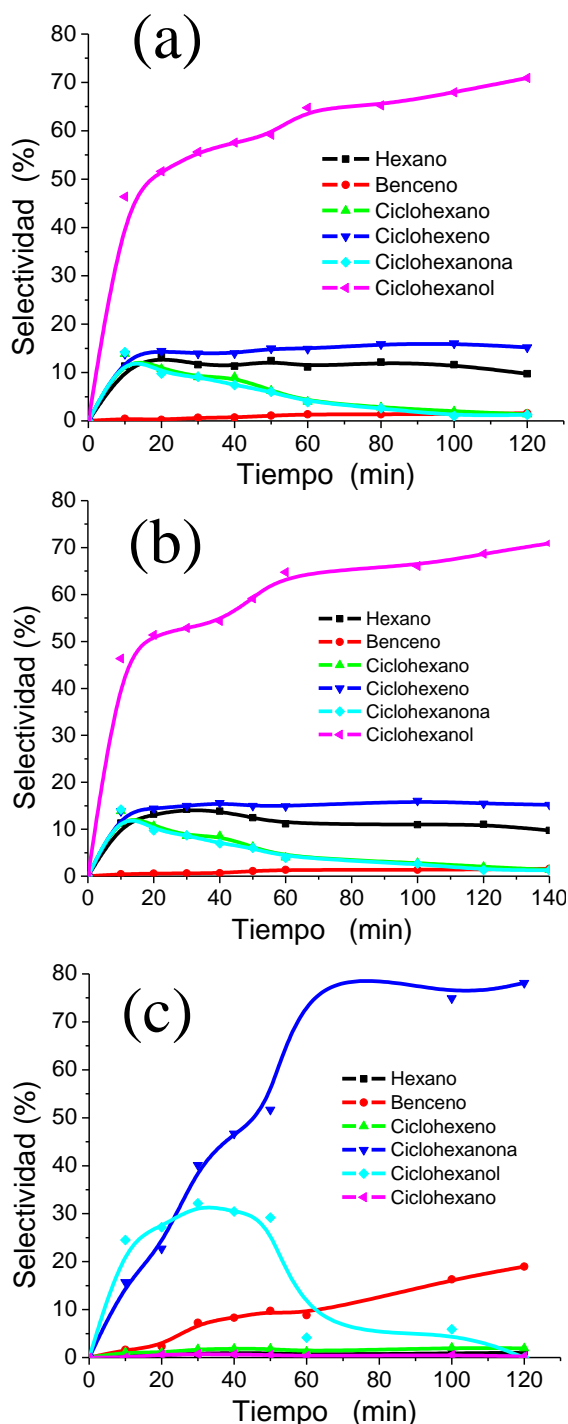 (a)
80
70
60
50
40
30
20
10
0
Selectividad (%)
Hexano
Benceno
Ciclohexano
Ciclohexeno
Ciclohexanona
Ciclohexanol
0 20 40 60 80 100 120
Tiempo (min)
(b)
80
70
60
50
40
30
20
10
0
Selectividad (%)
Hexano
Benceno
Ciclohexano
Ciclohexeno
Ciclohexanona
Ciclohexanol
0 20 40 60 80 100 120 140
Tiempo (min)
(c)
80
70
60
50
40
30
20
10
0
Selectividad (%)
Hexano
Benceno
Ciclohexeno
Ciclohexanona
Ciclohexanol
Ciclohexano
0 20 40 60 80 100 120
Tiempo (min)